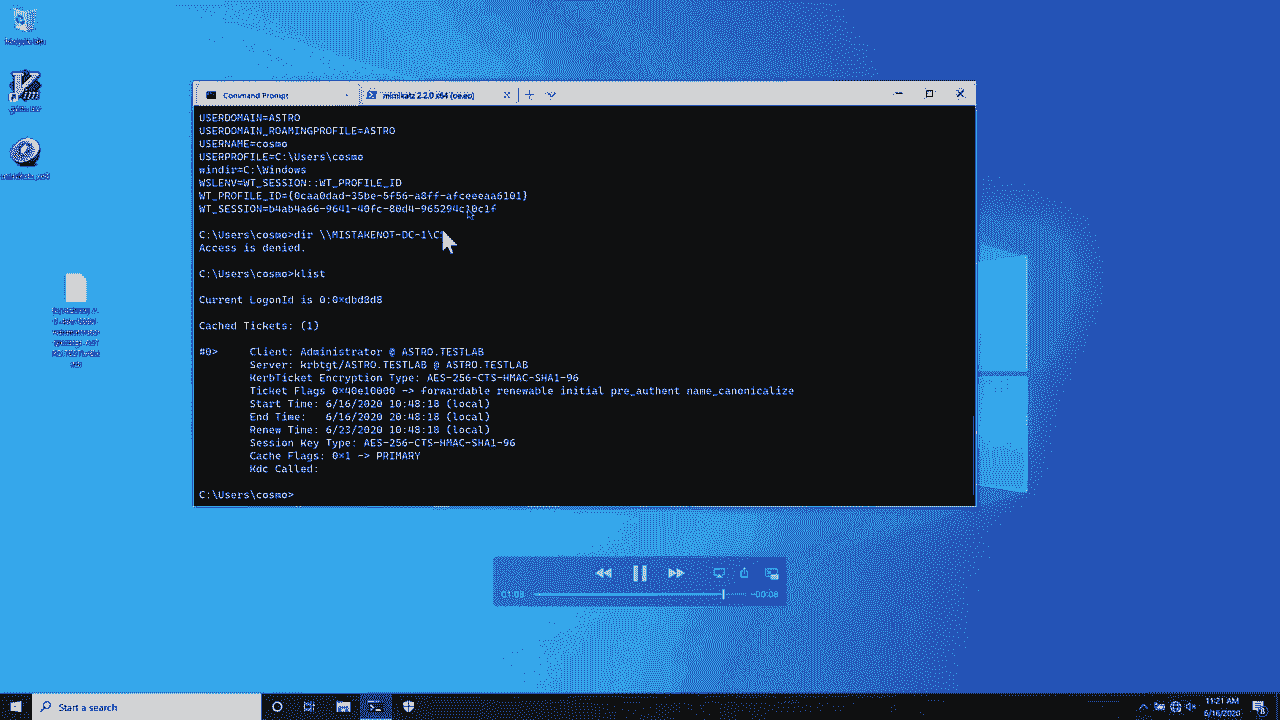 Command Prompt
mimikatz 2.2.0 x64 (oe.eo)
USERDOMAIN=ASTRO
USERDOMAIN_ROAMINGPROFILE=ASTRO
USERNAME=cosmo
USERPROFILE=C:\Users\cosmo
windir=C:\Windows
WSLENV=WT_SESSION::WT_PROFILE_ID
WT_PROFILE_ID={0caa0dad-35be-5f56-a8ff-afceeeaa6101}
WT_SESSION=b4ab4a66-9641-40fc-80d4-965294c10c1f
C:\Users\cosmo>dir \\MISTAKENOT-DC-1\C$
Access is denied.
C:\Users\cosmo>klist
Current LogonId is 0:0×dbd8d8
Cached Tickets: (1)
#0> Client: Administrator @ ASTRO.TESTLAB
Server: krbtgt/ASTRO.TESTLAB @ ASTRO.TESTLAB
KerbTicket Encryption Type: AES-256-CTS-HMAC-SHA1-96
Ticket Flags 0×40e10000 -> forwardable renewable initial pre_authent name_canonicalize
Start Time: 6/16/2020 10:48:18 (local)
End Time: 6/16/2020 20:48:18 (local)
Renew Time: 6/23/2020 10:48:18 (local)
Session Key Type: AES-256-CTS-HMAC-SHA1-96
Cache Flags: 0×1 -> PRIMARY
Kdc Called:
C:\Users\cosmo>
-00:08
Start a search
11:21 AM
6/16/2020